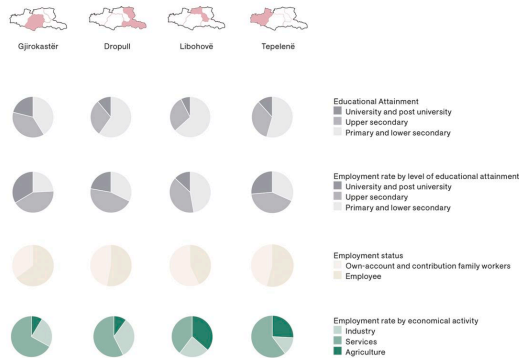 Gjirokastër Dropull Libohovë Tepelenë
Educational Attainment
University and post university
Upper secondary
Primary and lower secondary
Employment rate by level of educational attainment
University and post university
Upper secondary
Primary and lower secondary
Employment status
Own-account and contribution family workers
Employee
Employment rate by economical activity
Industry
Services
Agriculture